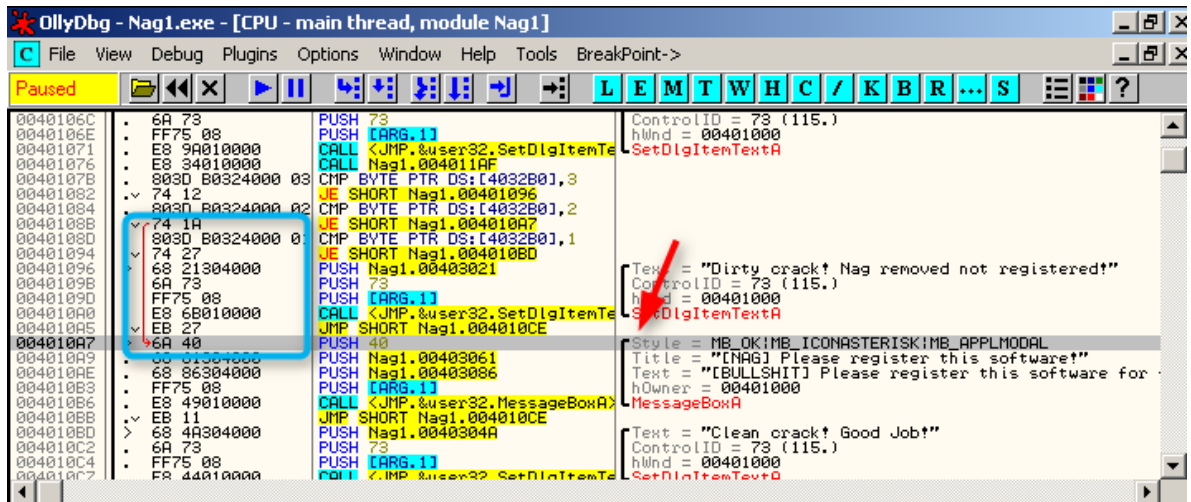 OllyDbg - Nag1.exe - [CPU - main thread, module Nag1]
C File View Debug Plugins Options Window Help Tools BreakPoint->
Paused L E M T W H C / K B R ... S ?
0040106C . 6A 73 PUSH 73 ControlID = 73 (115.)
0040106E . FF75 08 PUSH [ARG.1] hWnd = 00401000
00401071 . E8 9A010000 CALL <JMP.&user32.SetDlgItemTe SetDlgItemTextA
00401076 . E8 34010000 CALL Nag1.004011AF
0040107B . 803D B0324000 03 CMP BYTE PTR DS:[4032B0],3
00401082 .v 74 12 JE SHORT Nag1.00401096
00401084 . 803D B0324000 02 CMP BYTE PTR DS:[4032B0],2
0040108B v 74 1A JE SHORT Nag1.004010A7
0040108D 803D B0324000 01 CMP BYTE PTR DS:[4032B0],1
00401094 v 74 27 JE SHORT Nag1.004010BD
00401096 > 68 21304000 PUSH Nag1.00403021 Text = "Dirty crack! Nag removed not registered!"
0040109B 6A 73 PUSH 73 ControlID = 73 (115.)
0040109D FF75 08 PUSH [ARG.1] = 00401000
004010A0 E8 6B010000 CALL <JMP.&user32.SetDlgItemTe SetDlgItemTextA
004010A5 v EB 27 JMP SHORT Nag1.004010CE
004010A7 > 6A 40 PUSH 40 Style = MB_OK|MB_ICONASTERISK|MB_APPLMODAL
004010A9 . 68 61304000 PUSH Nag1.00403061 Title = "[NAG] Please register this software!"
004010AE . 68 86304000 PUSH Nag1.00403086 Text = "[BULLSHIT] Please register this software for
004010B3 . FF75 08 PUSH [ARG.1] hOwner = 00401000
004010B6 . E8 49010000 CALL <JMP.&user32.MessageBoxA> MessageBoxA
004010BB .v EB 11 JMP SHORT Nag1.004010CE
004010BD > 68 4A304000 PUSH Nag1.0040304A Text = "Clean crack! Good Job!"
004010C2 . 6A 73 PUSH 73 ControlID = 73 (115.)
004010C4 . FF75 08 PUSH [ARG.1] hWnd = 00401000
004010C7 . E8 44010000 CALL <JMP.&user32.SetDlgItemTe SetDlgItemTextA